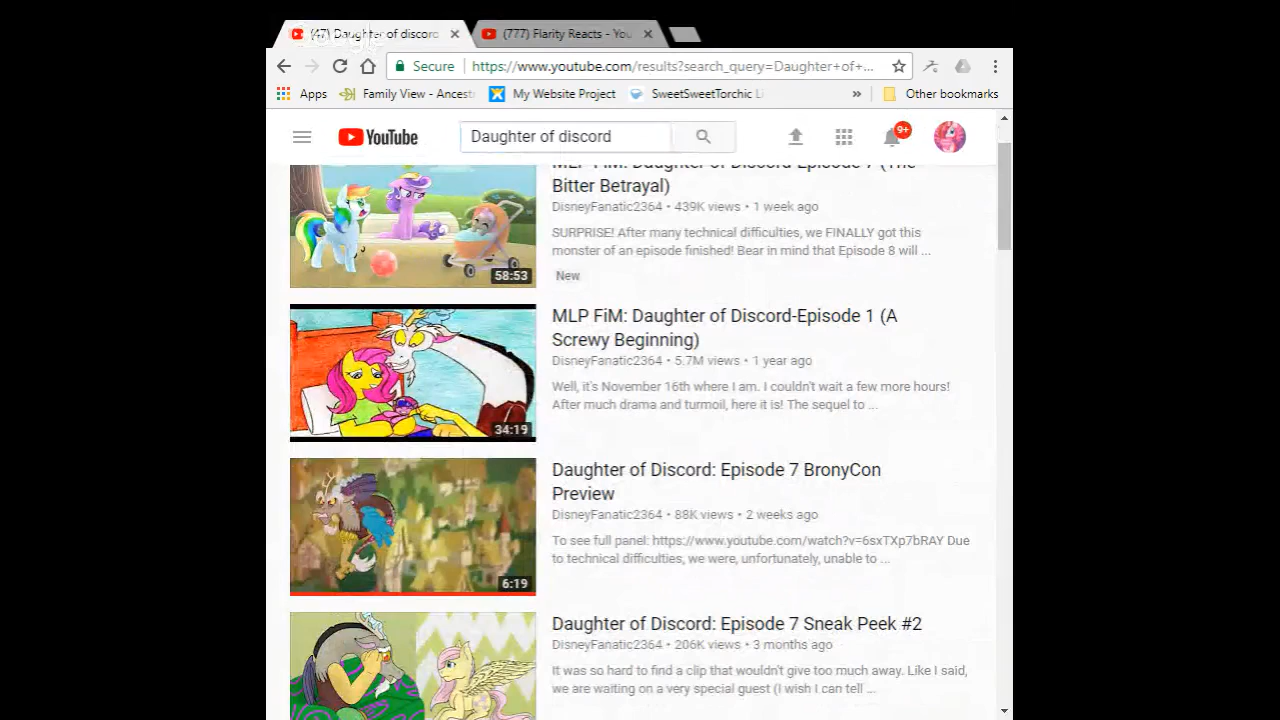 (47) Daughter of discord
(777) Flarity Reacts - You
Google
Secure
https://www.youtube.com/results?search_query=Daughter+of+...
Apps
Family View - Ancest
My Website Project
SweetSweetTorchic Li
»
Other bookmarks
YouTube
Daughter of discord
9+
MLP FiM: Daughter of Discord-Episode 7 (The
Bitter Betrayal)
DisneyFanatic2364 • 439K views • 1 week ago
SURPRISE! After many technical difficulties, we FINALLY got this
monster of an episode finished! Bear in mind that Episode 8 will ...
New
58:53
MLP FiM: Daughter of Discord-Episode 1 (A
Screwy Beginning)
DisneyFanatic2364 • 5.7M views • 1 year ago
Well, it's November 16th where I am. I couldn't wait a few more hours!
After much drama and turmoil, here it is! The sequel to ...
34:19
Daughter of Discord: Episode 7 BronyCon
Preview
DisneyFanatic2364 • 88K views • 2 weeks ago
To see full panel: https://www.youtube.com/watch?v=6sxTXp7bRAY Due
to technical difficulties, we were, unfortunately, unable to ...
6:19
Daughter of Discord: Episode 7 Sneak Peek #2
DisneyFanatic2364 • 206K views • 3 months ago
It was so hard to find a clip that wouldn't give too much away. Like I said,
we are waiting on a very special guest (I wish I can tell ...